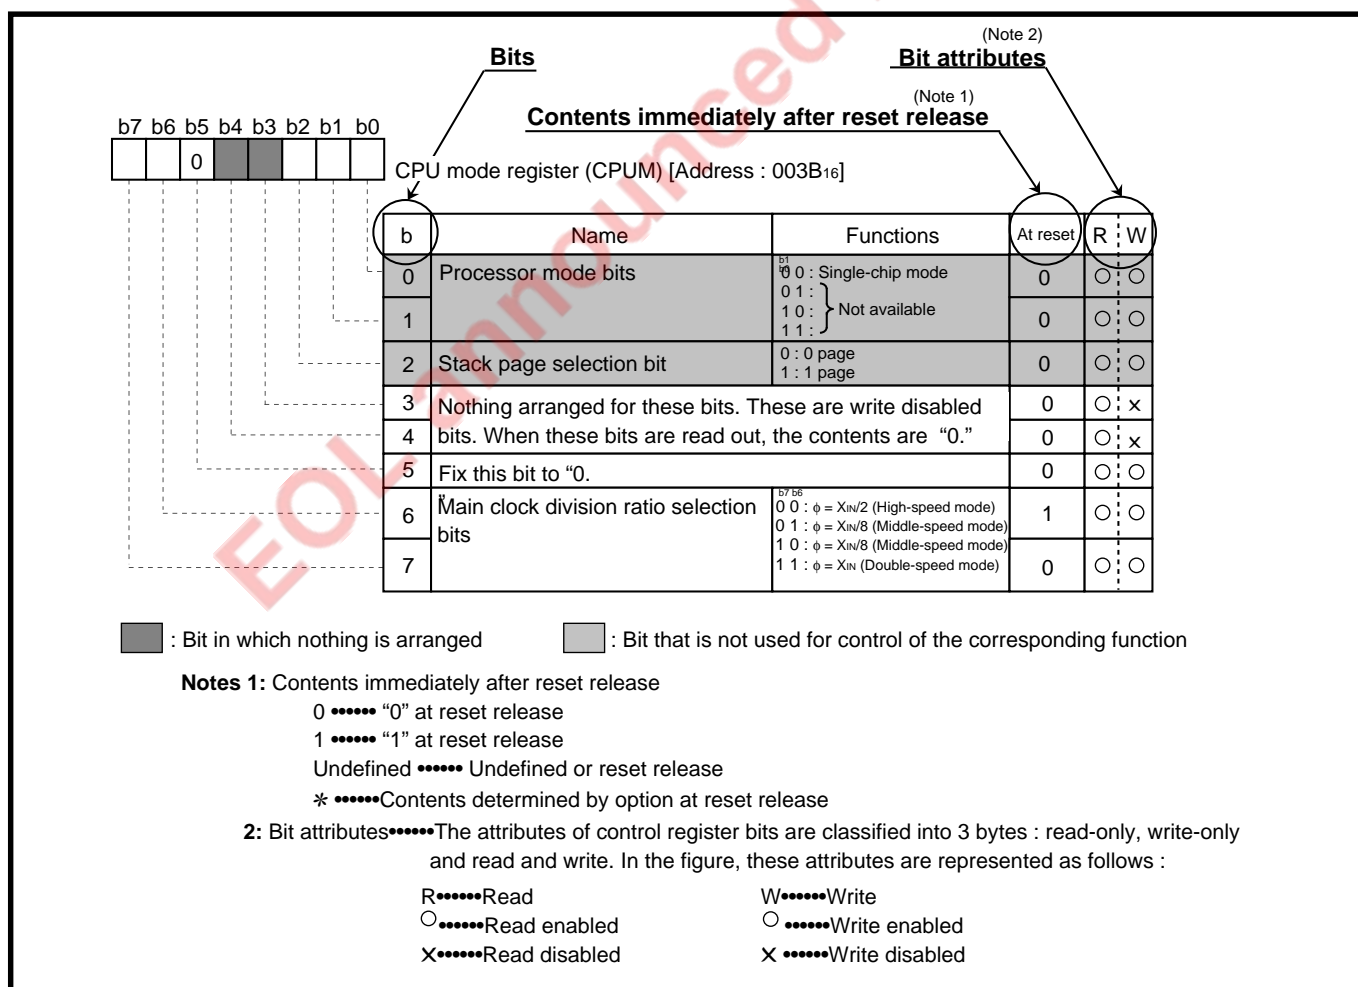 (Note 2)
Bits
Bit attributes
(Note 1)
Contents immediately after reset release
b7 b6 b5 b4 b3 b2 b1 b0
0
CPU mode register (CPUM) [Address : 003B16]
b Name Functions At reset R W
0 Processor mode bits
b1
0 0 : Single-chip mode
0 1 :
1 0 : Not available
1 1 :
0 ○ ○
1 0 ○ ○
2 Stack page selection bit
0 : 0 page
1 : 1 page
0 ○ ○
3 Nothing arranged for these bits. These are write disabled 0 ○ ×
4 bits. When these bits are read out, the contents are “0.” 0 ○ ×
5 Fix this bit to “0. 0 ○ ○
”
6 Main clock division ratio selection
bits
b7 b6
0 0 : φ = XIN/2 (High-speed mode)
0 1 : φ = XIN/8 (Middle-speed mode)
1 0 : φ = XIN/8 (Middle-speed mode)
1 1 : φ = XIN (Double-speed mode)
1 ○ ○
7 0 ○ ○
: Bit in which nothing is arranged : Bit that is not used for control of the corresponding function
Notes 1: Contents immediately after reset release
0 •••••• “0” at reset release
1 •••••• “1” at reset release
Undefined •••••• Undefined or reset release
* ••••••Contents determined by option at reset release
2: Bit attributes••••••The attributes of control register bits are classified into 3 bytes : read-only, write-only
and read and write. In the figure, these attributes are represented as follows :
R••••••Read W••••••Write
○••••••Read enabled ○ ••••••Write enabled
×••••••Read disabled × ••••••Write disabled
EOL announced